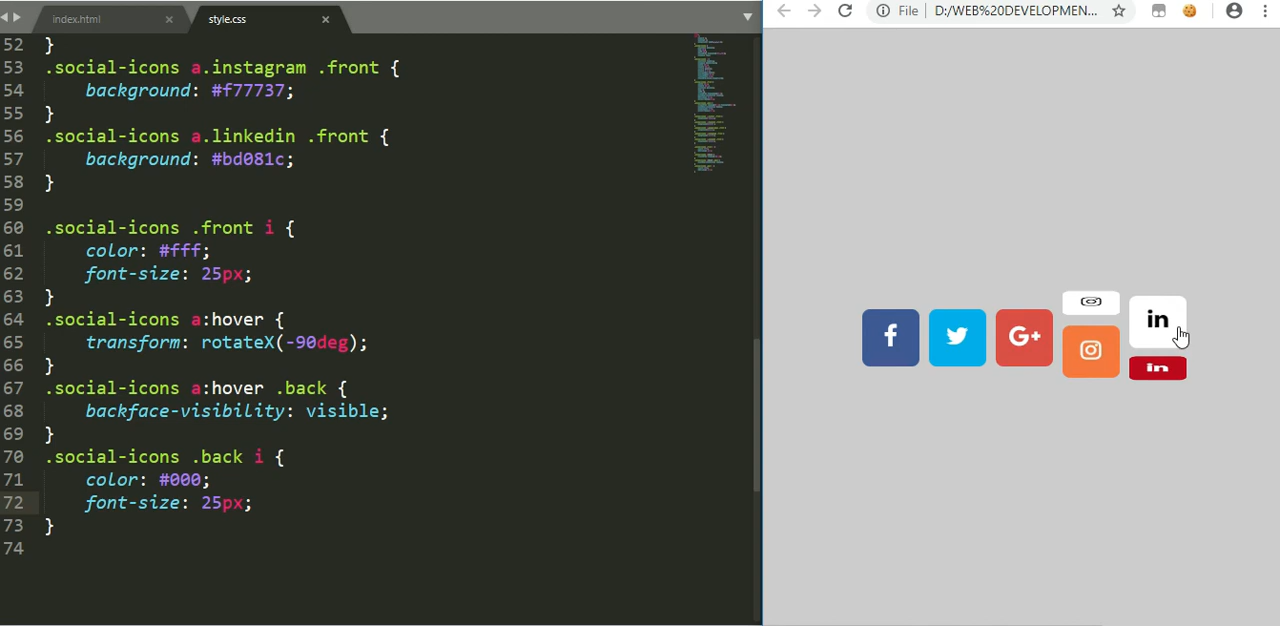 index.html × style.css ×
File D:/WEB%20DEVELOPMEN...
52 }
53 .social-icons a.instagram .front {
54 background: #f77737;
55 }
56 .social-icons a.linkedin .front {
57 background: #bd081c;
58 }
59
60 .social-icons .front i {
61 color: #fff;
62 font-size: 25px;
63 }
64 .social-icons a:hover {
65 transform: rotateX(-90deg);
66 }
67 .social-icons a:hover .back {
68 backface-visibility: visible;
69 }
70 .social-icons .back i {
71 color: #000;
72 font-size: 25px;
73 }
74
f
G+
in
in